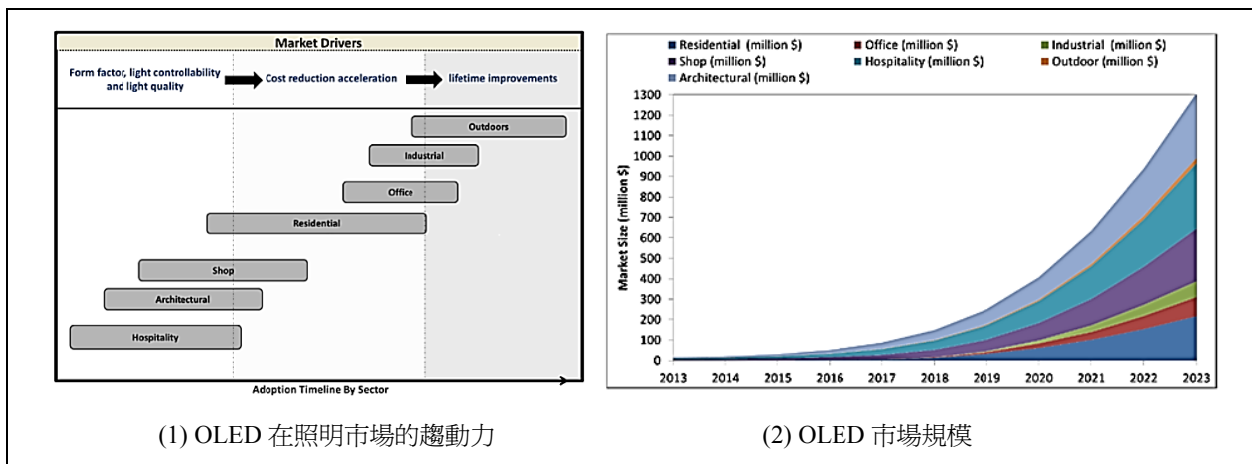 Market Drivers
Form factor, light controllability
and light quality
Cost reduction acceleration
lifetime improvements
Outdoors
Industrial
Office
Residential
Shop
Architectural
Hospitality
Adoption Timeline By Sector
(1) OLED 在照明市場的趨動力
Residential (million $)
Office (million $)
Industrial (million $)
Shop (million $)
Hospitality (million $)
Outdoor (million $)
Architectural (million $)
Market Size (million $)
1300
1200
1100
1000
900
800
700
600
500
400
300
200
100
0
2013 2014 2015 2016 2017 2018 2019 2020 2021 2022 2023
(2) OLED 市場規模